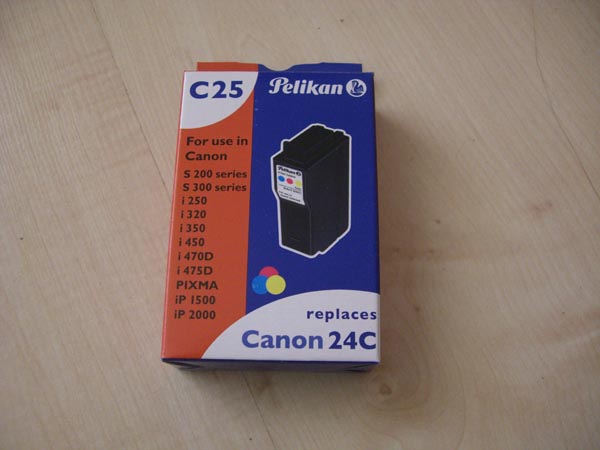 C25
Pelikan
For use in
Canon
S 200 series
S 300 series
i 250
i 320
i 350
i 450
i 470D
i 475D
PIXMA
iP 1500
iP 2000
Pelikan
replaces
Canon 24C